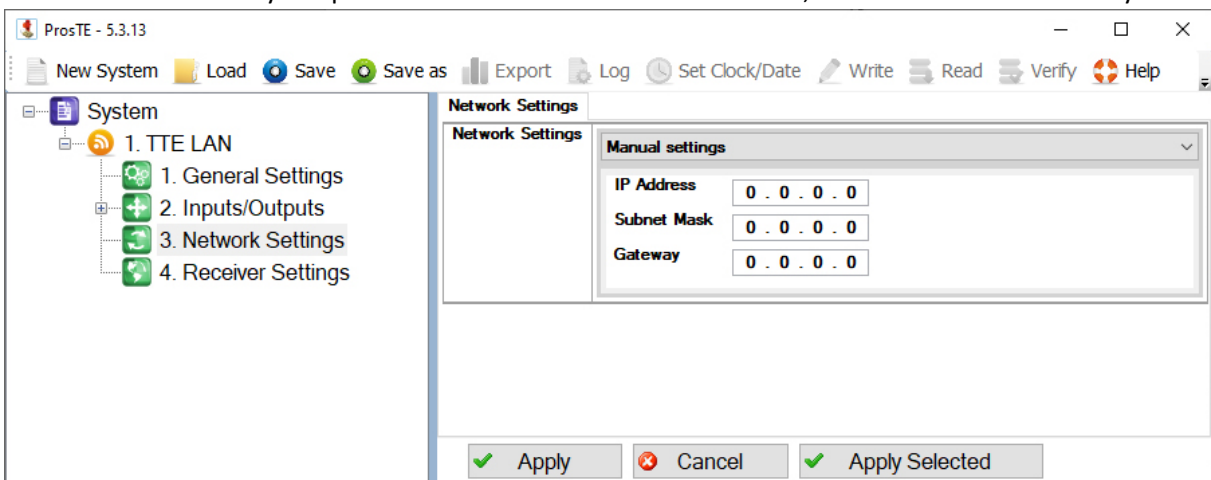 ProsTE - 5.3.13
New System Load Save Save as Export Log Set Clock/Date Write Read Verify Help
System
1. TTE LAN
1. General Settings
2. Inputs/Outputs
3. Network Settings
4. Receiver Settings
Network Settings
Network Settings
Manual settings
IP Address 0 . 0 . 0 . 0
Subnet Mask 0 . 0 . 0 . 0
Gateway 0 . 0 . 0 . 0
Apply Cancel Apply Selected